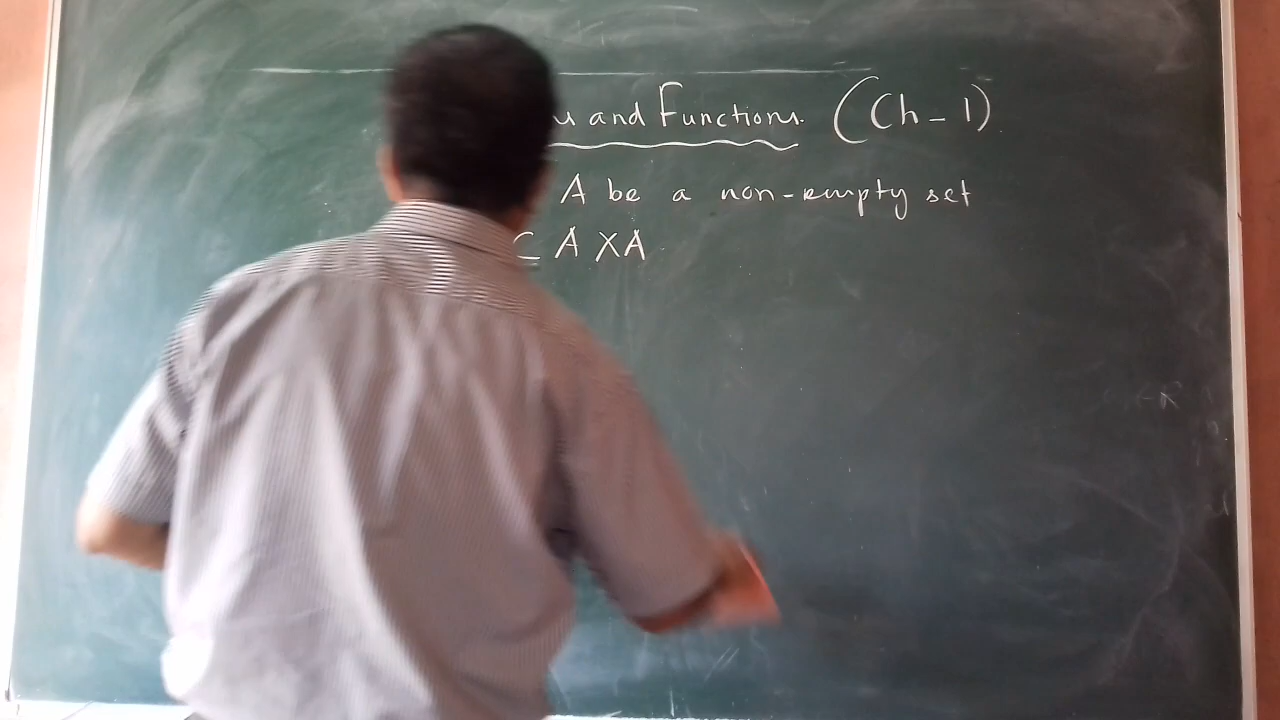 and Functions. (Ch-1)
A be a non-empty set
⊆ A X A